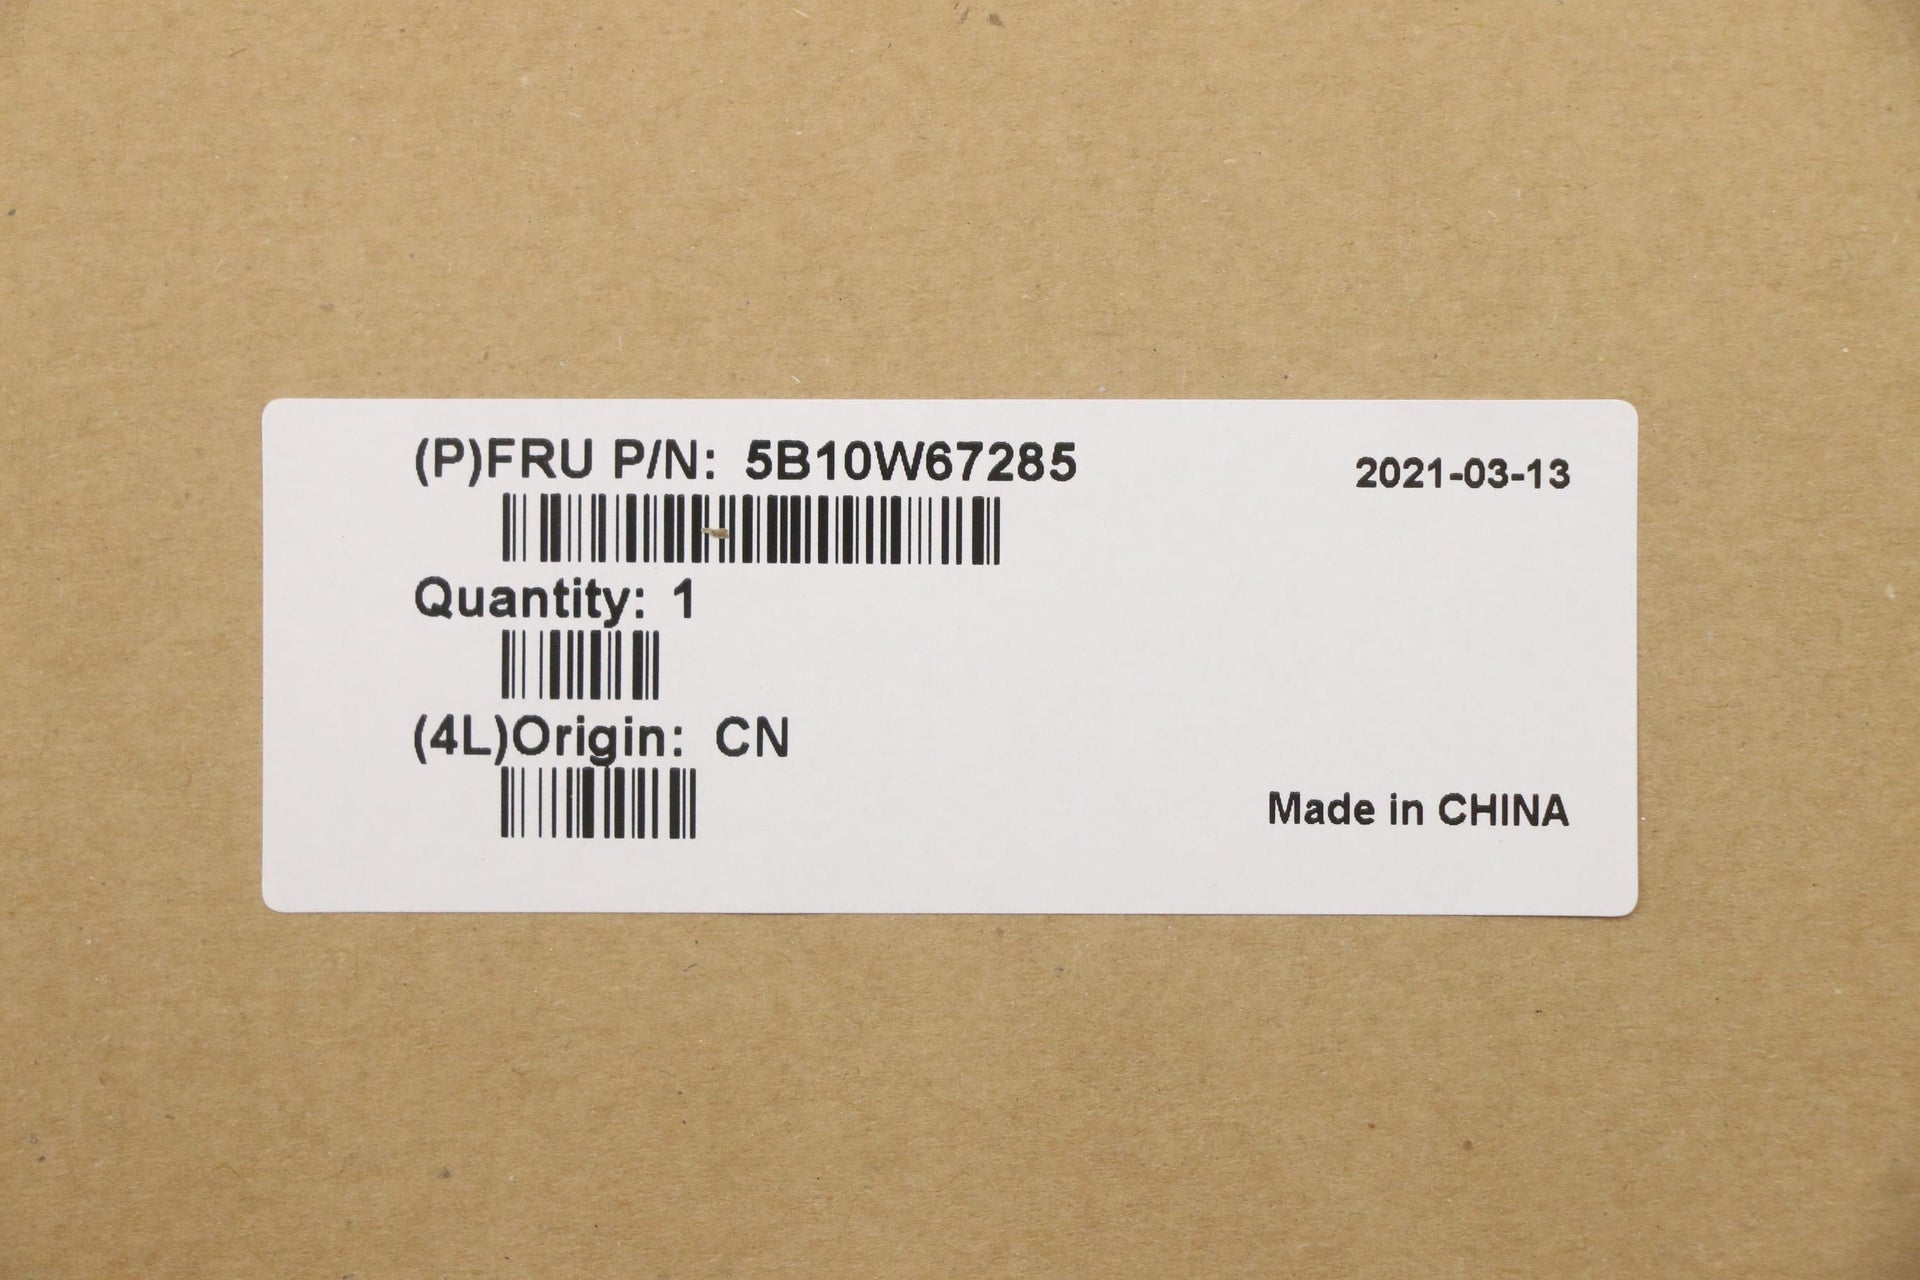 (P)FRU P/N: 5B10W67285
2021-03-13
Quantity: 1
(4L)Origin: CN
Made in CHINA